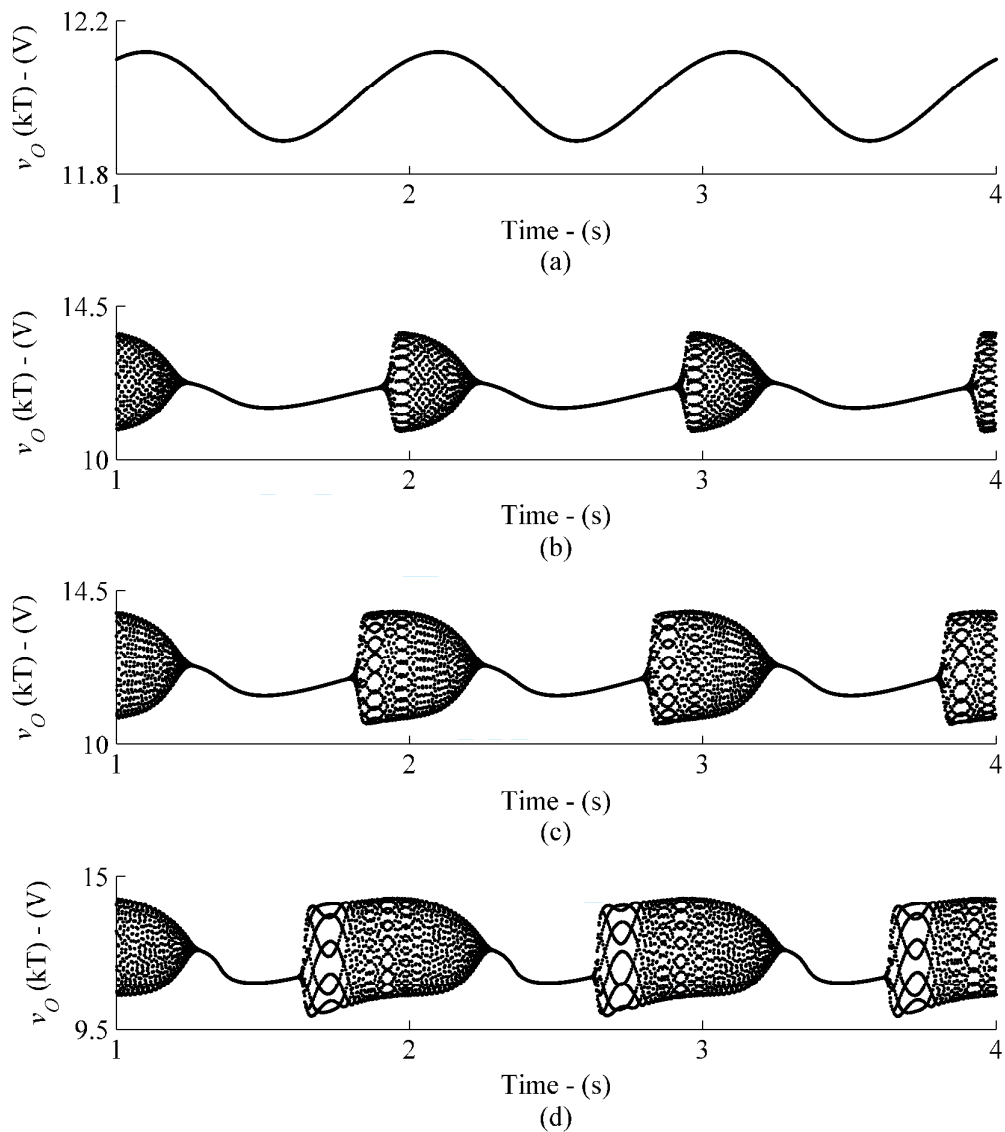 12.2
v_O (kT) - (V)
11.8
1 2 3 4
Time - (s)
(a)
14.5
v_O (kT) - (V)
10
1 2 3 4
Time - (s)
(b)
14.5
v_O (kT) - (V)
10
1 2 3 4
Time - (s)
(c)
15
v_O (kT) - (V)
9.5
1 2 3 4
Time - (s)
(d)